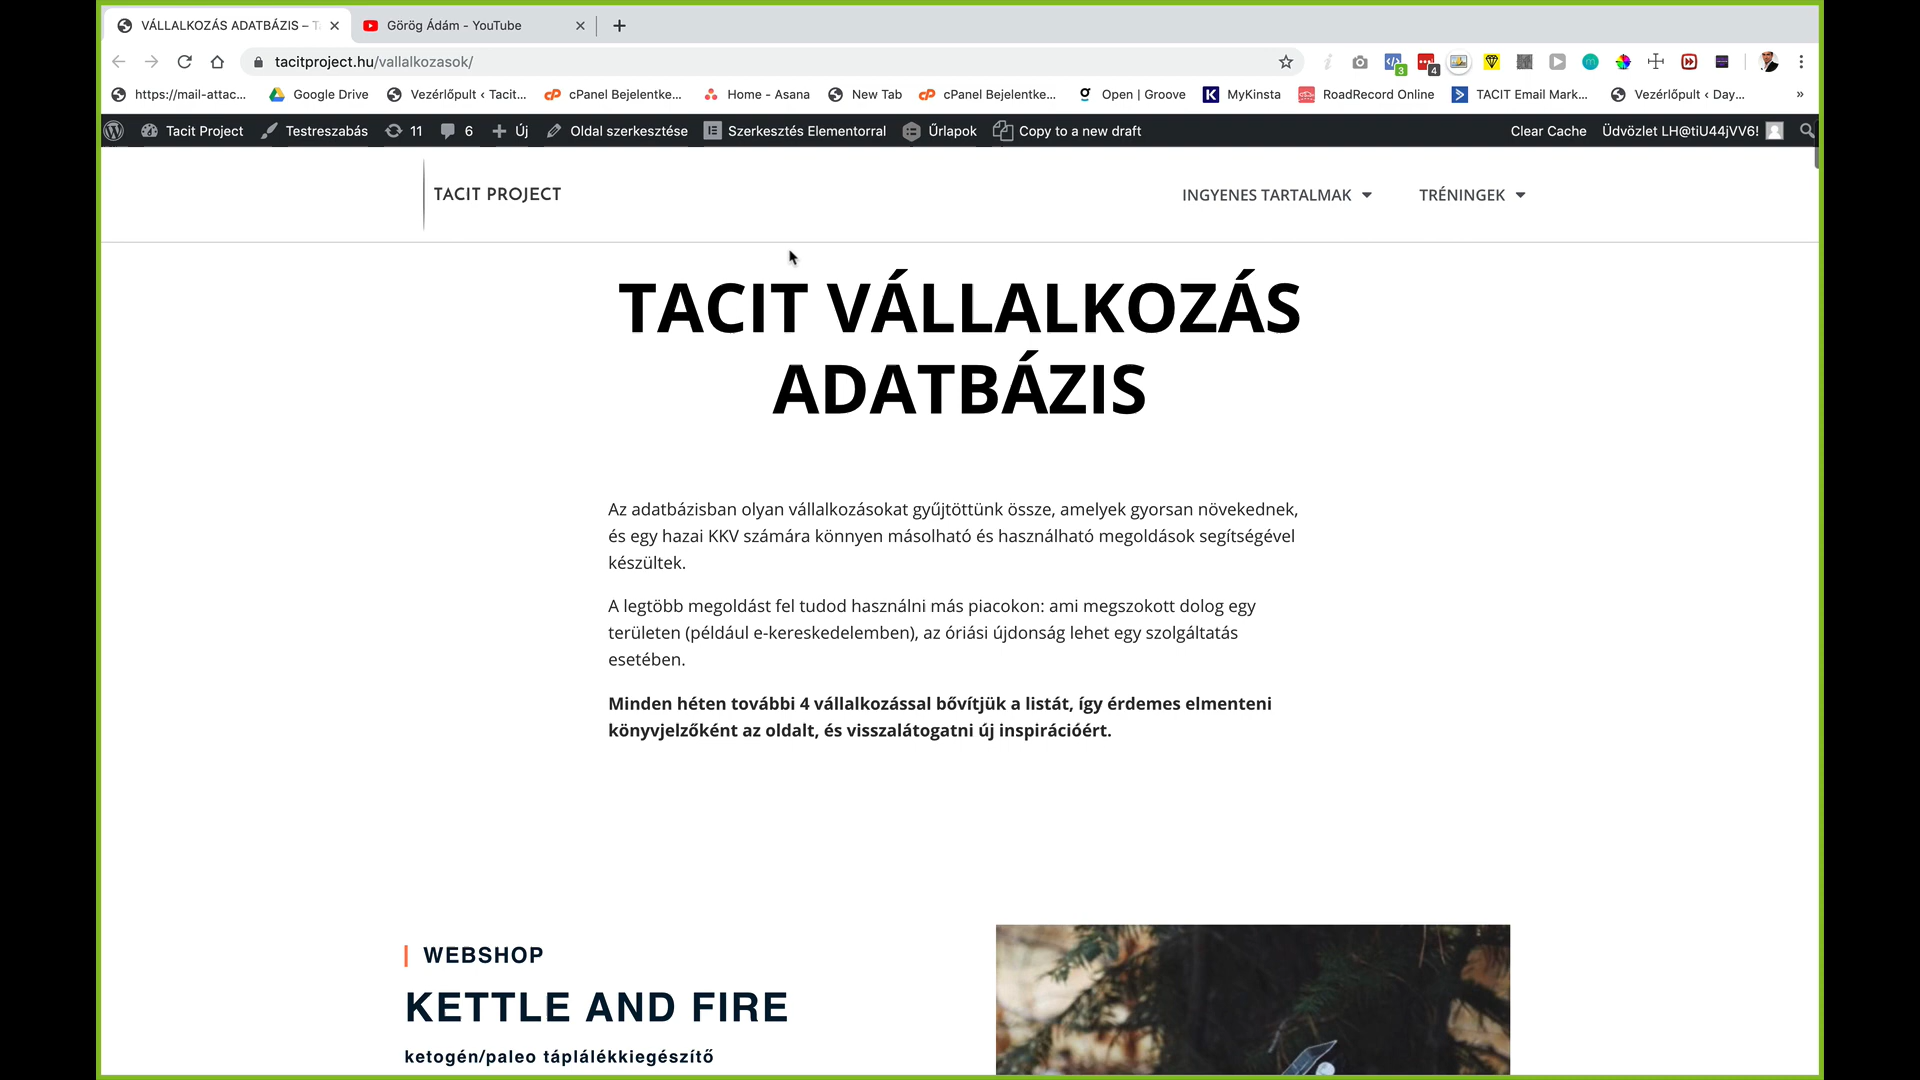 VÁLLALKOZÁS ADATBÁZIS – T
Görög Ádám - YouTube
tacitproject.hu/vallalkozasok/
3
4
https://mail-attac...
Google Drive
Vezérlőpult ‹ Tacit...
cPanel Bejelentke...
Home - Asana
New Tab
cPanel Bejelentke...
Open | Groove
MyKinsta
RoadRecord Online
TACIT Email Mark...
Vezérlőpult ‹ Day...
»
Tacit Project
Testreszabás
11
6
Új
Oldal szerkesztése
Szerkesztés Elementorral
Űrlapok
Copy to a new draft
Clear Cache
Üdvözlet LH@tiU44jVV6!
TACIT PROJECT
INGYENES TARTALMAK
TRÉNINGEK
TACIT VÁLLALKOZÁS
ADATBÁZIS
Az adatbázisban olyan vállalkozásokat gyűjtöttünk össze, amelyek gyorsan növekednek,
és egy hazai KKV számára könnyen másolható és használható megoldások segítségével
készültek.
A legtöbb megoldást fel tudod használni más piacokon: ami megszokott dolog egy
területen (például e-kereskedelemben), az óriási újdonság lehet egy szolgáltatás
esetében.
Minden héten további 4 vállalkozással bővítjük a listát, így érdemes elmenteni
könyvjelzőként az oldalt, és visszalátogatni új inspirációért.
WEBSHOP
KETTLE AND FIRE
ketogén/paleo táplálékkiegészítő